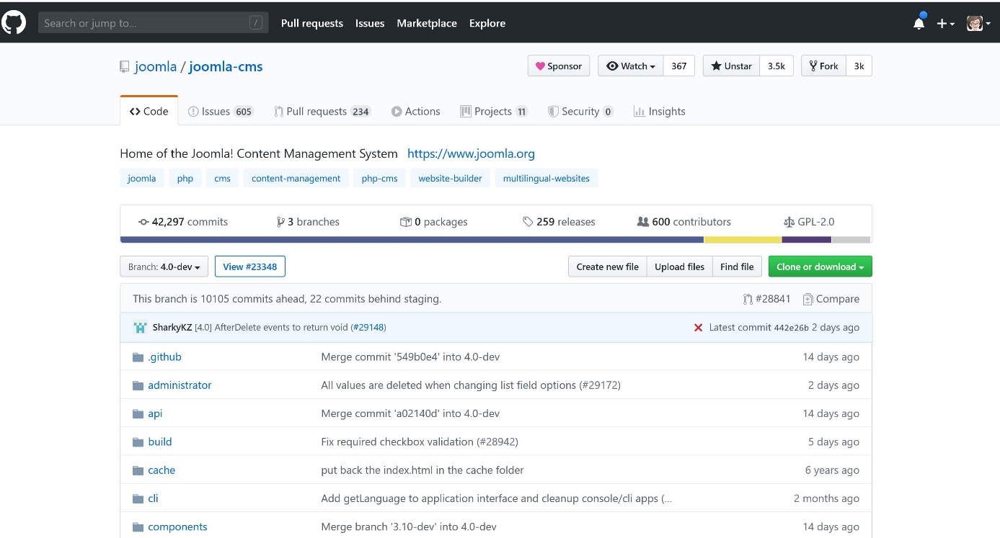 Search or jump to... /
Pull requests Issues Marketplace Explore
joomla / joomla-cms
Sponsor Watch 367 Unstar 3.5k Fork 3k
Code Issues 605 Pull requests 234 Actions Projects 11 Security 0 Insights
Home of the Joomla! Content Management System https://www.joomla.org
joomla php cms content-management php-cms website-builder multilingual-websites
42,297 commits 3 branches 0 packages 259 releases 600 contributors GPL-2.0
Branch: 4.0-dev View #23348 Create new file Upload files Find file Clone or download
This branch is 10105 commits ahead, 22 commits behind staging. #28841 Compare
SharkyKZ [4.0] AfterDelete events to return void (#29148) Latest commit 442e26b 2 days ago
.github Merge commit '549b0e4' into 4.0-dev 14 days ago
administrator All values are deleted when changing list field options (#29172) 2 days ago
api Merge commit 'a02140d' into 4.0-dev 14 days ago
build Fix required checkbox validation (#28942) 5 days ago
cache put back the index.html in the cache folder 6 years ago
cli Add getLanguage to application interface and cleanup console/cli apps (... 2 months ago
components Merge branch '3.10-dev' into 4.0-dev 14 days ago